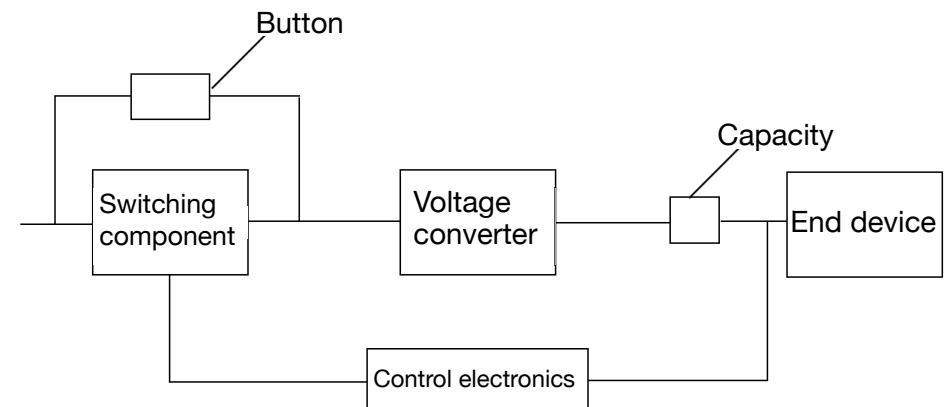 Button
Capacity
Switching
component
Voltage
converter
End device
Control electronics